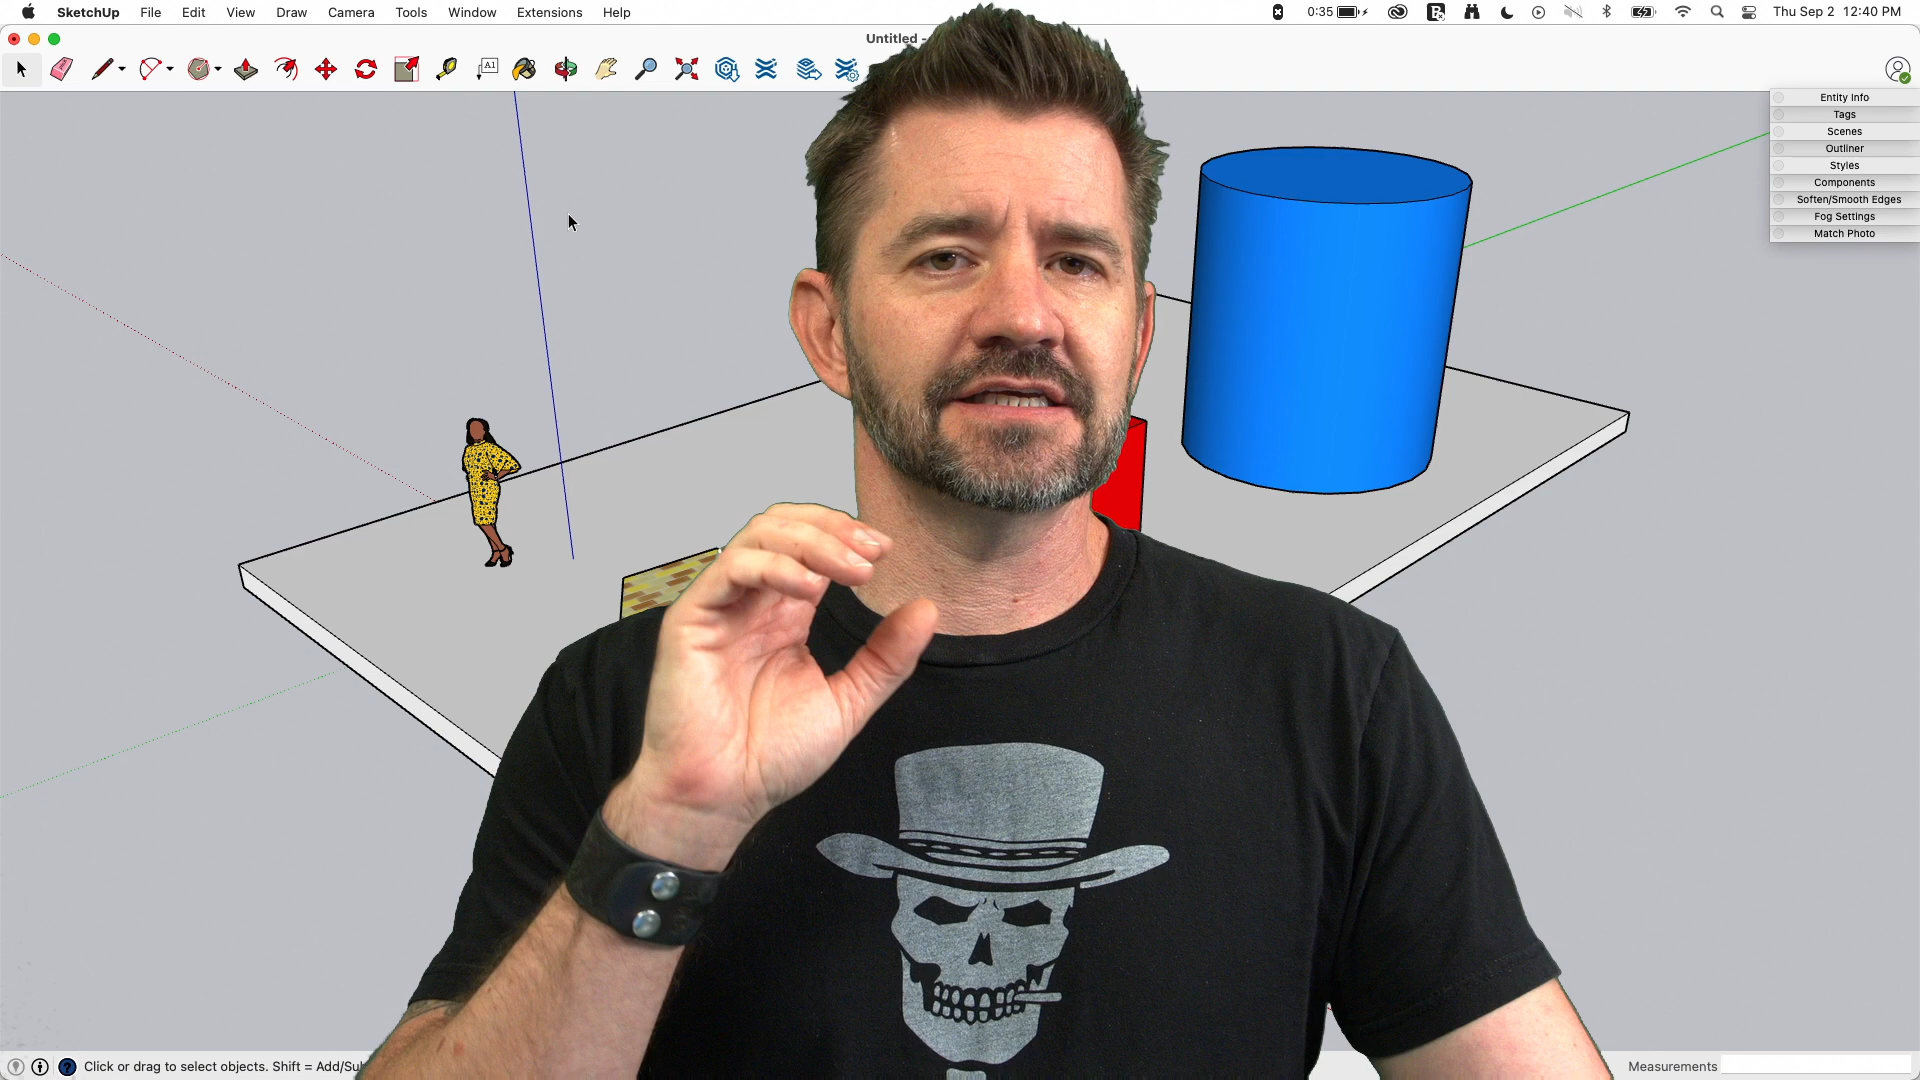 SketchUp File Edit View Draw Camera Tools Window Extensions Help 0:35 Thu Sep 2 12:40 PM
Untitled -
A1
Entity Info
Tags
Scenes
Outliner
Styles
Components
Soften/Smooth Edges
Fog Settings
Match Photo
Click or drag to select objects. Shift = Add/Su
Measurements